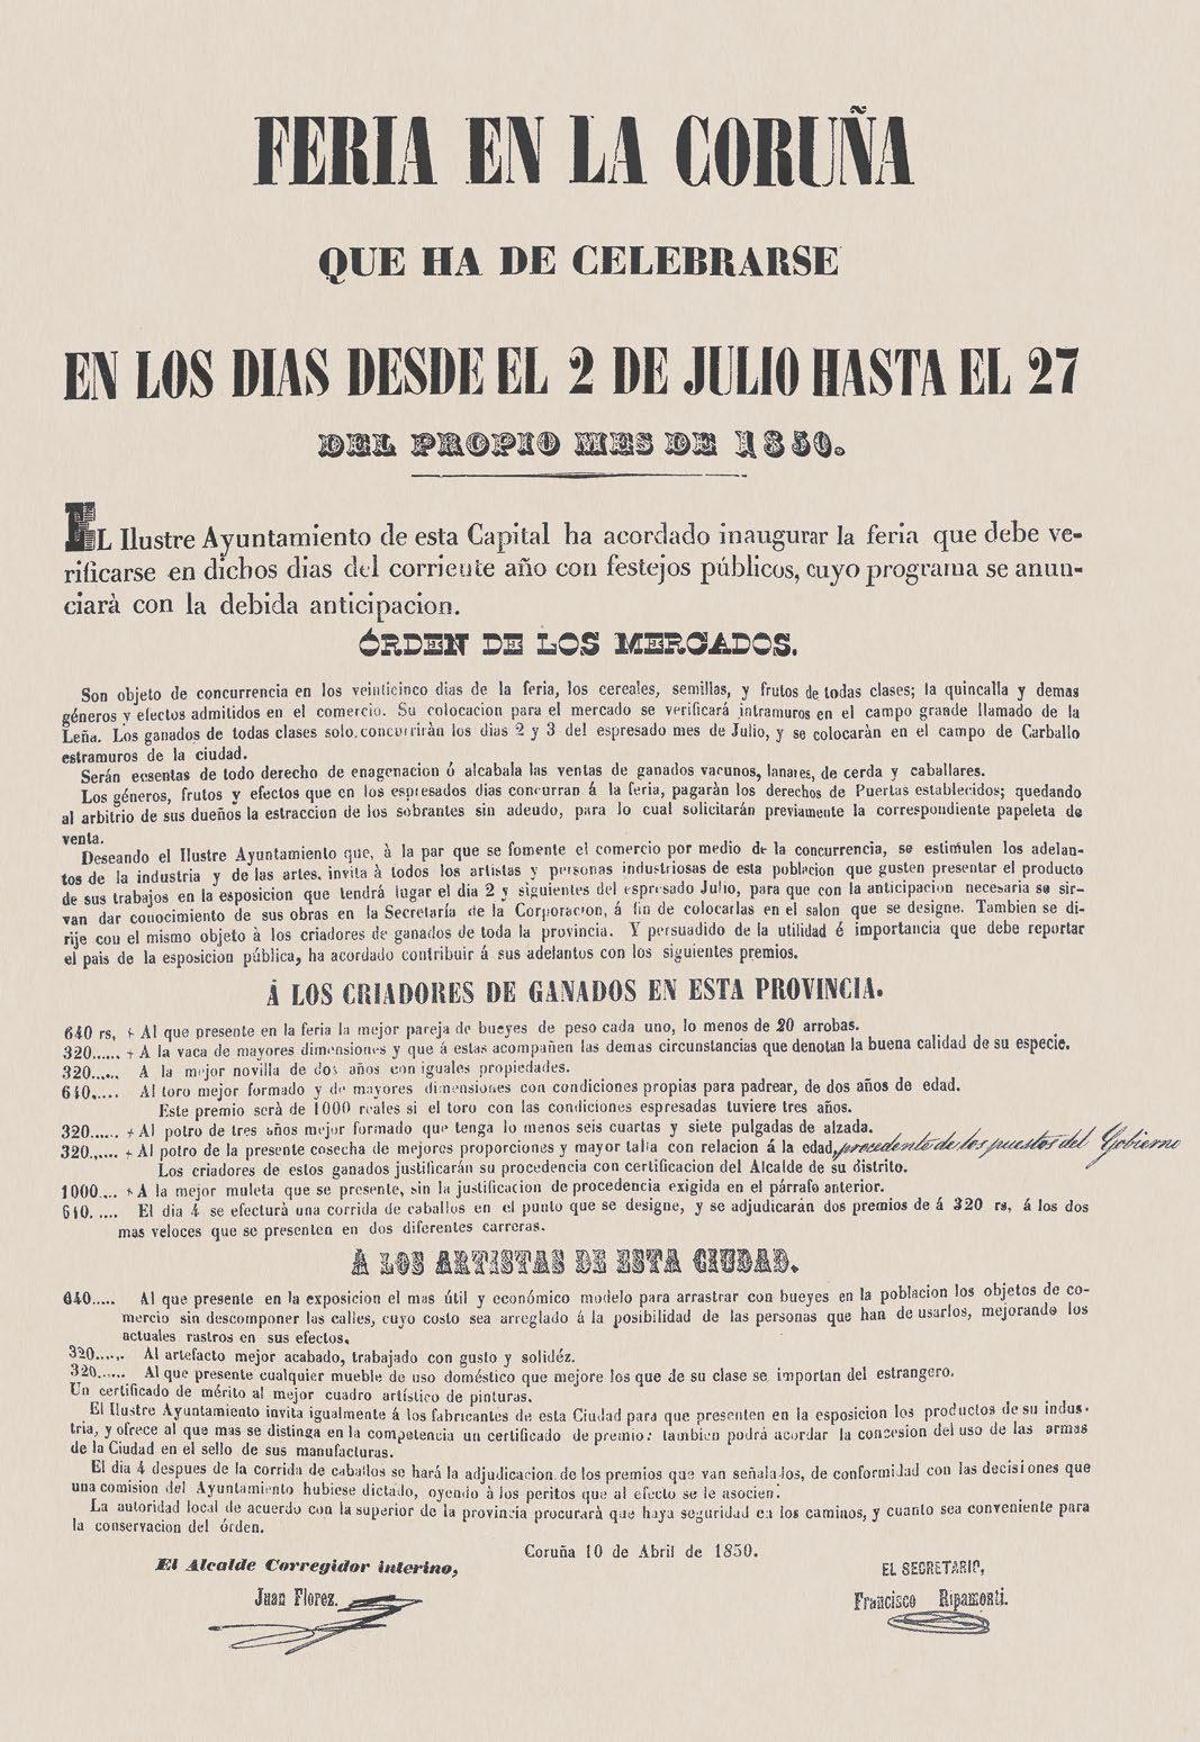 FERIA EN LA CORUÑA
QUE HA DE CELEBRARSE
EN LOS DIAS DESDE EL 2 DE JULIO HASTA EL 27
DEL PROPIO MES DE 1850.
EL Ilustre Ayuntamiento de esta Capital ha acordado inaugurar la feria que debe ve-
rificarse en dichos dias del corriente año con festejos públicos, cuyo programa se anun-
ciarà con la debida anticipacion.
ÓRDEN DE LOS MERCADOS.
Son objeto de concurrencia en los veinticinco dias de la feria, los cereales, semillas, y frutos de todas clases; la quincalla y demas
géneros y efectos admitidos en el comercio. Su colocacion para el mercado se verificará intramuros en el campo grande llamado de la
Leña. Los ganados de todas clases solo concurriràn los dias 2 y 3 del espresado mes de Julio, y se colocaràn en el campo de Carballo
estramuros de la ciudad.
Serán esentas de todo derecho de enagenacion ó alcabala las ventas de ganados vacunos, lanares, de cerda y caballares.
Los géneros, frutos y efectos que en los espresados dias concurran á la feria, pagaràn los derechos de Puertas establecidos; quedando
al arbitrio de sus dueños la estraccion de los sobrantes sin adeudo, para lo cual solicitarán previamente la correspondiente papeleta de
venta.
Deseando el Ilustre Ayuntamiento que, à la par que se fomente el comercio por medio de la concurrencia, se estimulen los adelan-
tos de la industria y de las artes, invita à todos los artistas y personas industriosas de esta poblacion que gusten presentar el producto
de sus trabajos en la esposicion que tendrá lugar el dia 2 y siguientes del espresado Julio, para que con la anticipacion necesaria se sir-
van dar conocimiento de sus obras en la Secretaría de la Corporacion, á fin de colocarlas en el salon que se designe. Tambien se di-
rije con el mismo objeto à los criadores de ganados de toda la provincia. Y persuadido de la utilidad é importancia que debe reportar
el pais de la esposicion pública, ha acordado contribuir á sus adelantos con los siguientes premios.
Á LOS CRIADORES DE GANADOS EN ESTA PROVINCIA.
640 rs, + Al que presente en la feria la mejor pareja de bueyes de peso cada uno, lo menos de 20 arrobas.
320...... + A la vaca de mayores dimensiones y que á estas acompañen las demas circunstancias que denotan la buena calidad de su especie.
320...... A la mejor novilla de dos años con iguales propiedades.
640..... Al toro mejor formado y de mayores dimensiones con condiciones propias para padrear, de dos años de edad.
Este premio será de 1000 reales si el toro con las condiciones espresadas tuviere tres años.
320...... + Al potro de tres años mejor formado que tenga lo menos seis cuartas y siete pulgadas de alzada.
320...... + Al potro de la presente cosecha de mejores proporciones y mayor talla con relacion á la edad, procedente de los puestos del Gobierno
Los criadores de estos ganados justificarán su procedencia con certificacion del Alcalde de su distrito.
1000... + A la mejor muleta que se presente, sin la justificacion de procedencia exigida en el párrafo anterior.
640. .... El dia 4 se efecturà una corrida de caballos en el punto que se designe, y se adjudicarán dos premios de á 320 rs, á los dos
mas veloces que se presenten en dos diferentes carreras.
Á LOS ARTISTAS DE ESTA CIUDAD.
640..... Al que presente en la exposicion el mas útil y económico modelo para arrastrar con bueyes en la poblacion los objetos de co-
mercio sin descomponer las calles, cuyo costo sea arreglado á la posibilidad de las personas que han de usarlos, mejorando los
actuales rastros en sus efectos.
320...... Al artefacto mejor acabado, trabajado con gusto y solidéz.
320...... Al que presente cualquier mueble de uso doméstico que mejore los que de su clase se importan del estrangero.
Un certificado de mérito al mejor cuadro artístico de pinturas.
El Ilustre Ayuntamiento invita igualmente á los fabricantes de esta Ciudad para que presenten en la esposicion los productos de su indus-
tria, y ofrece al que mas se distinga en la competencia un certificado de premio: tambien podrá acordar la concesion del uso de las armas
de la Ciudad en el sello de sus manufacturas.
El dia 4 despues de la corrida de caballos se hará la adjudicacion de los premios que van señalados, de conformidad con las decisiones que
una comision del Ayuntamiento hubiese dictado, oyendo à los peritos que al efecto se le asocien.
La autoridad local de acuerdo con la superior de la provincia procurarà que haya seguridad en los caminos, y cuanto sea conveniente para
la conservacion del órden.
Coruña 10 de Abril de 1850.
El Alcalde Corregidor interino,
Juan Florez.
EL SECRETARIO,
Francisco Ripamonti.